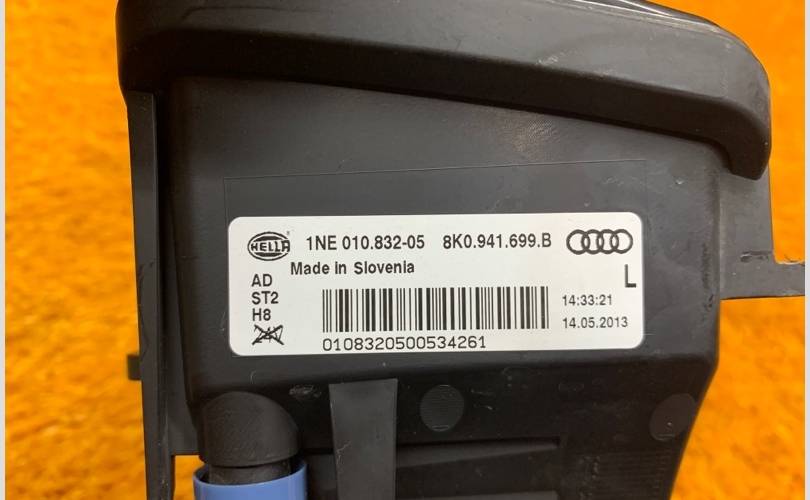 HELLA 1NE 010.832-05 8K0.941.699.B
Made in Slovenia
L
AD
ST2
H8
24V
14:33:21
14.05.2013
0108320500534261